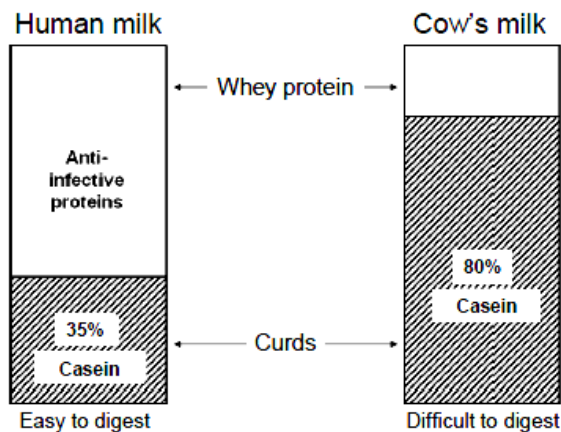 Human milk
Cow's milk
Whey protein
Anti-
infective
proteins
80%
Casein
35%
Casein
Curds
Easy to digest
Difficult to digest